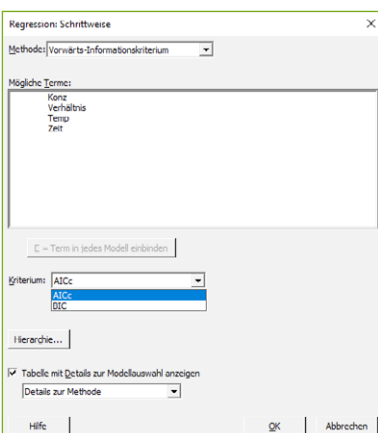 Regression: Schrittweise
Methode: Vorwärts-Informationskriterium
Mögliche Terme:
Konz
Verhältnis
Temp
Zeit
E = Term in jedes Modell einbinden
Kriterium: AICc
AICc
BIC
Hierarchie...
Tabelle mit Details zur Modellauswahl anzeigen
Details zur Methode
Hilfe OK Abbrechen